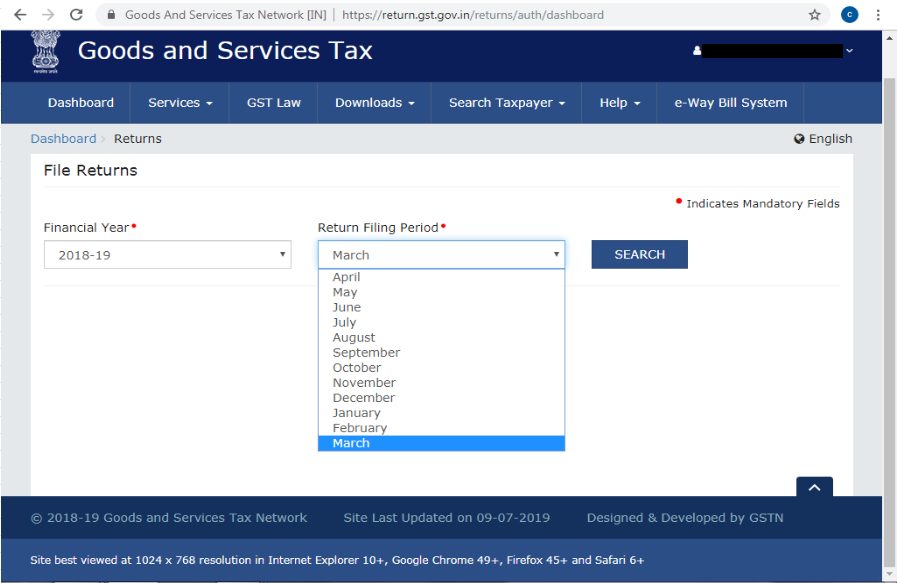 Goods And Services Tax Network [IN] | https://return.gst.gov.in/returns/auth/dashboard
c
Goods and Services Tax
Dashboard Services GST Law Downloads Search Taxpayer Help e-Way Bill System
Dashboard > Returns English
File Returns
• Indicates Mandatory Fields
Financial Year• Return Filing Period•
2018-19 March SEARCH
April
May
June
July
August
September
October
November
December
January
February
March
© 2018-19 Goods and Services Tax Network Site Last Updated on 09-07-2019 Designed & Developed by GSTN
Site best viewed at 1024 x 768 resolution in Internet Explorer 10+, Google Chrome 49+, Firefox 45+ and Safari 6+